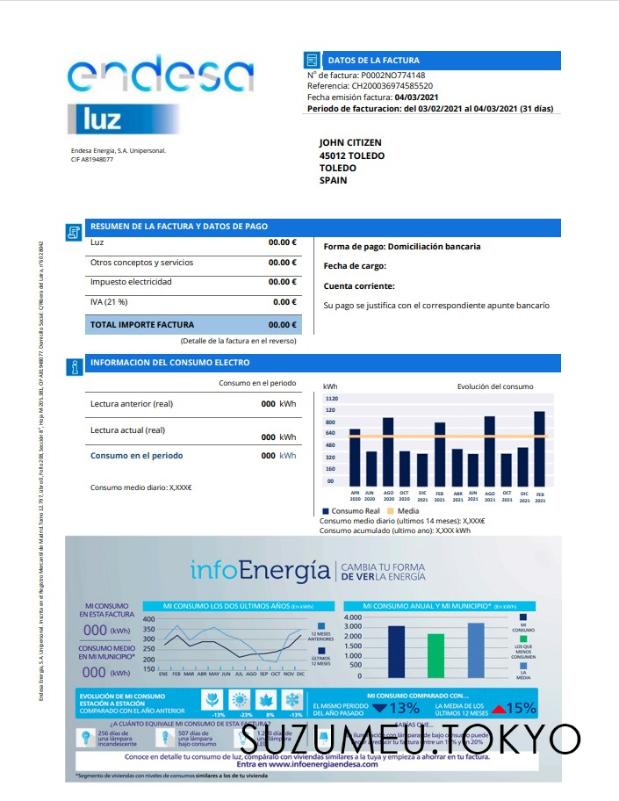 endesa
luz
Endesa Energia, S.A. Unipersonal.
CIF A81948077
DATOS DE LA FACTURA
N° de factura: P0002NO774148
Referencia: CH200036974585520
Fecha emisión factura: 04/03/2021
Periodo de facturacion: del 03/02/2021 al 04/03/2021 (31 días)
JOHN CITIZEN
45012 TOLEDO
TOLEDO
SPAIN
RESUMEN DE LA FACTURA Y DATOS DE PAGO
Luz 00.00 €
Otros conceptos y servicios 00.00 €
Impuesto electricidad 00.00 €
IVA (21 %) 0.00 €
TOTAL IMPORTE FACTURA 00.00 €
(Detalle de la factura en el reverso)
Forma de pago: Domiciliación bancaria
Fecha de cargo:
Cuenta corriente:
Su pago se justifica con el correspondiente apunte bancario
INFORMACION DEL CONSUMO ELECTRO
Consumo en el periodo
Lectura anterior (real) 000 kWh
Lectura actual (real) 000 kWh
Consumo en el periodo 000 kWh
Consumo medio diario: X,XXX€
kWh Evolución del consumo
1120
120
800
640
480
320
160
00
APR JUN AGO OCT DIC FEB ABR JUN AGO OCT DIC FEB
2020 2020 2020 2020 2020 2021 2021 2021 2021 2021 2021 2021
Consumo Real Media
Consumo medio diario (ultimos 14 meses): X,XXX€
Consumo acumulado (ultimo ano): X,XXX kWh
infoEnergía CAMBIA TU FORMA
DE VER LA ENERGÍA
MI CONSUMO
EN ESTA FACTURA
000 (kWh)
CONSUMO MEDIO
EN MI MUNICIPIO*
000 (kWh)
MI CONSUMO LOS DOS ÚLTIMOS AÑOS (En kWh)
400
350
300
250
200
150
ENE FEB MAR ABR MAY JUN JUL AGO SEP OCT NOV DIC
12 MESES
ANTERIORES
ÚLTIMOS
12 MESES
MI CONSUMO ANUAL Y MI MUNICIPIO* (En kWh)
4.000
3.000
2.500
2.000
1.500
1.000
500
0
MI
CONSUMO
LOS QUE
MENOS
CONSUMEN
LA
MEDIA
EVOLUCIÓN DE MI CONSUMO
ESTACIÓN A ESTACIÓN
COMPARADO CON EL AÑO ANTERIOR
-13% -23% 8% -13%
MI CONSUMO COMPARADO CON...
EL MISMO PERIODO
DEL AÑO PASADO 13%
LA MEDIA DE LOS
ÚLTIMOS 12 MESES 15%
¿A CUÁNTO EQUIVALE MI CONSUMO DE ESTA FACTURA?
256 días de
una lámpara
incandescente
507 días de
una lámpara
bajo consumo
SUZUMEU.TOKYO
Conoce en detalle tu consumo de luz, compáralo con viviendas similares a la tuya y empieza a ahorrar en tu factura.
Entra en www.infoenergiaendesa.com
*Segmento de viviendas con niveles de consumo similares a los de tu vivienda